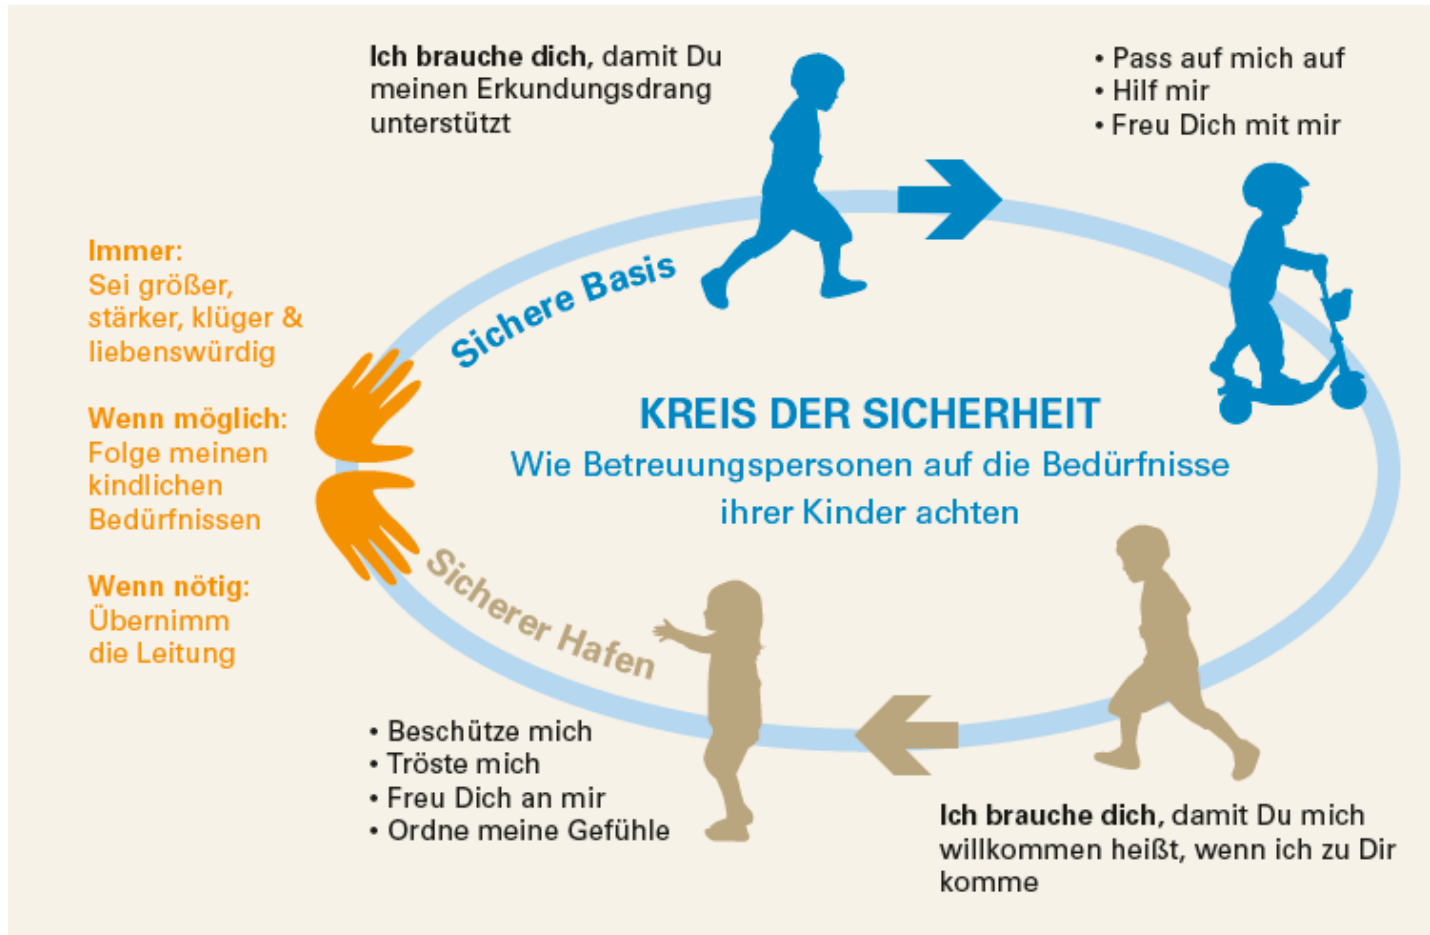 Ich brauche dich, damit Du
meinen Erkundungsdrang
unterstützt
• Pass auf mich auf
• Hilf mir
• Freu Dich mit mir
Immer:
Sei größer,
stärker, klüger &
liebenswürdig
Wenn möglich:
Folge meinen
kindlichen
Bedürfnissen
Wenn nötig:
Übernimm
die Leitung
Sichere Basis
KREIS DER SICHERHEIT
Wie Betreuungspersonen auf die Bedürfnisse
ihrer Kinder achten
Sicherer Hafen
• Beschütze mich
• Tröste mich
• Freu Dich an mir
• Ordne meine Gefühle
Ich brauche dich, damit Du mich
willkommen heißt, wenn ich zu Dir
komme